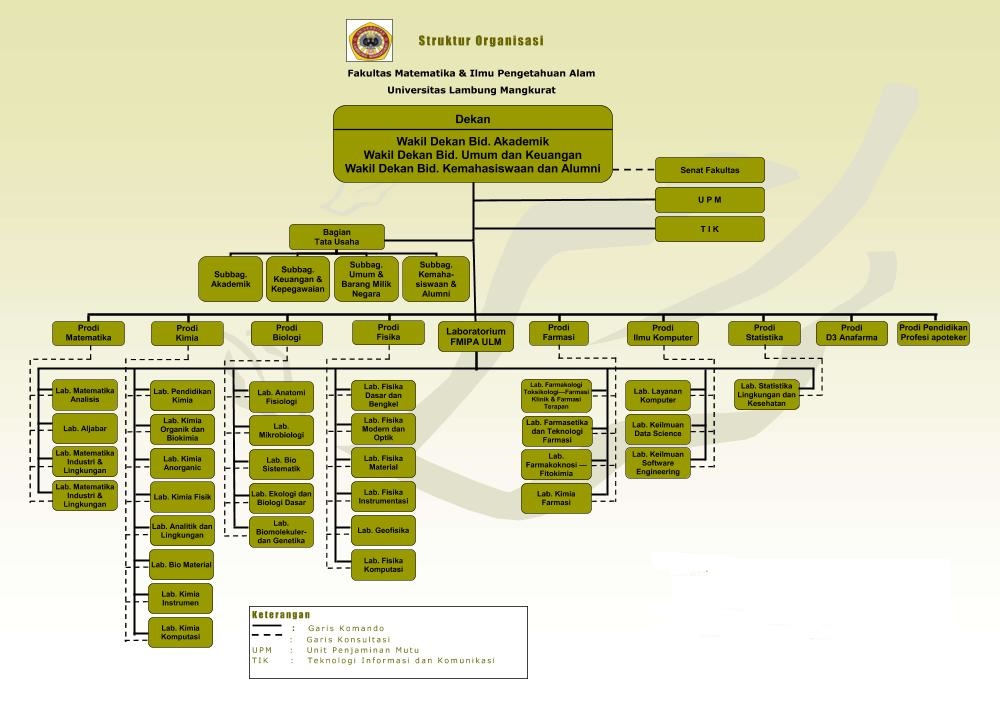 Struktur Organisasi
Fakultas Matematika & Ilmu Pengetahuan Alam
Universitas Lambung Mangkurat
Dekan
Wakil Dekan Bid. Akademik
Wakil Dekan Bid. Umum dan Keuangan
Wakil Dekan Bid. Kemahasiswaan dan Alumni
Senat Fakultas
U P M
T I K
Bagian
Tata Usaha
Subbag.
Akademik
Subbag.
Keuangan &
Kepegawaian
Subbag.
Umum &
Barang Milik
Negara
Subbag.
Kemaha-
siswaan &
Alumni
Prodi
Matematika
Prodi
Kimia
Prodi
Biologi
Prodi
Fisika
Laboratorium
FMIPA ULM
Prodi
Farmasi
Prodi
Ilmu Komputer
Prodi
Statistika
Prodi
D3 Anafarma
Prodi Pendidikan
Profesi apoteker
Lab. Matematika
Analisis
Lab. Aljabar
Lab. Matematika
Industri &
Lingkungan
Lab. Matematika
Industri &
Lingkungan
Lab. Pendidikan
Kimia
Lab. Kimia
Organik dan
Biokimia
Lab. Kimia
Anorganic
Lab. Kimia Fisik
Lab. Analitik dan
Lingkungan
Lab. Bio Material
Lab. Kimia
Instrumen
Lab. Kimia
Komputasi
Lab. Anatomi
Fisiologi
Lab.
Mikrobiologi
Lab. Bio
Sistematik
Lab. Ekologi dan
Biologi Dasar
Lab.
Biomolekuler-
dan Genetika
Lab. Fisika
Dasar dan
Bengkel
Lab. Fisika
Modern dan
Optik
Lab. Fisika
Material
Lab. Fisika
Instrumentasi
Lab. Geofisika
Lab. Fisika
Komputasi
Lab. Farmakologi
Toksikologi—Farmasi
Klinik & Farmasi
Terapan
Lab. Farmasetika
dan Teknologi
Farmasi
Lab.
Farmakoknosi —
Fitokimia
Lab. Kimia
Farmasi
Lab. Layanan
Komputer
Lab. Keilmuan
Data Science
Lab. Keilmuan
Software
Engineering
Lab. Statistika
Lingkungan dan
Kesehatan
Keterangan
: Garis Komando
: Garis Konsultasi
UPM : Unit Penjaminan Mutu
TIK : Teknologi Informasi dan Komunikasi